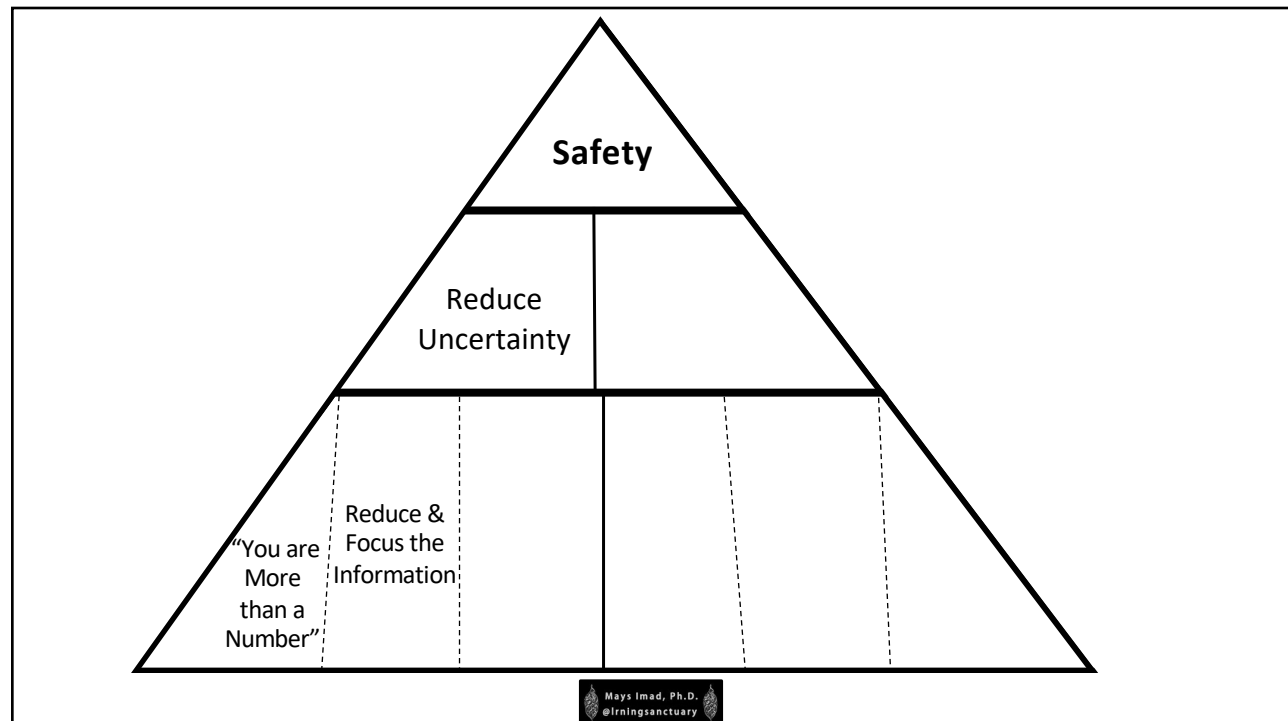 Safety
Reduce
Uncertainty
“You are
More
than a
Number”
Reduce &
Focus the
Information
Mays Imad, Ph.D.
@lrningsanctuary